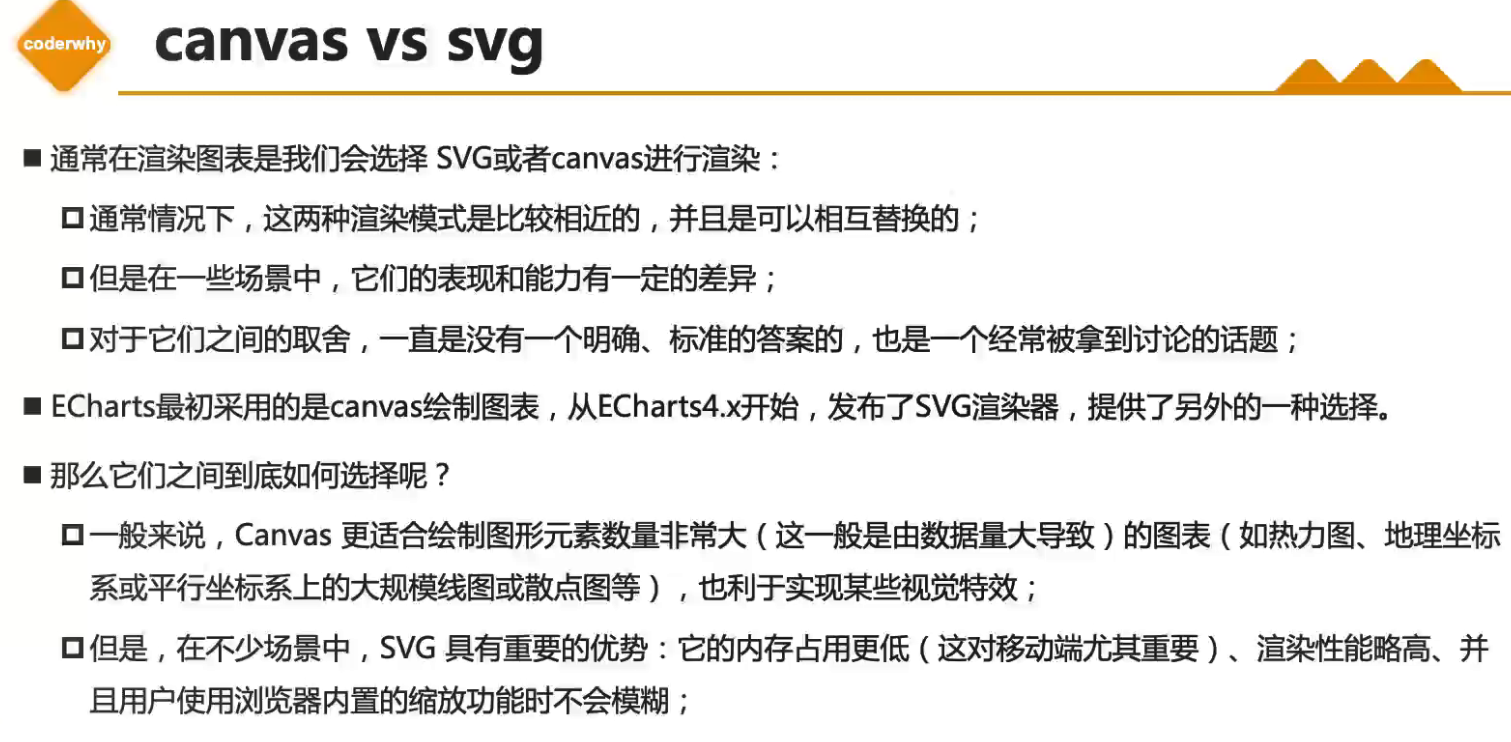 coderwhy
canvas vs svg
■ 通常在渲染图表是我们会选择 SVG或者canvas进行渲染：
通常情况下，这两种渲染模式是比较相近的，并且是可以相互替换的；
但是在一些场景中，它们的表现和能力有一定的差异；
对于它们之间的取舍，一直是没有一个明确、标准的答案的，也是一个经常被拿到讨论的话题；
■ ECharts最初采用的是canvas绘制图表，从ECharts4.x开始，发布了SVG渲染器，提供了另外的一种选择。
■ 那么它们之间到底如何选择呢？
一般来说，Canvas 更适合绘制图形元素数量非常大（这一般是由数据量大导致）的图表（如热力图、地理坐标
系或平行坐标系上的大规模线图或散点图等），也利于实现某些视觉特效；
但是，在不少场景中，SVG 具有重要的优势：它的内存占用更低（这对移动端尤其重要）、渲染性能略高、并
且用户使用浏览器内置的缩放功能时不会模糊；